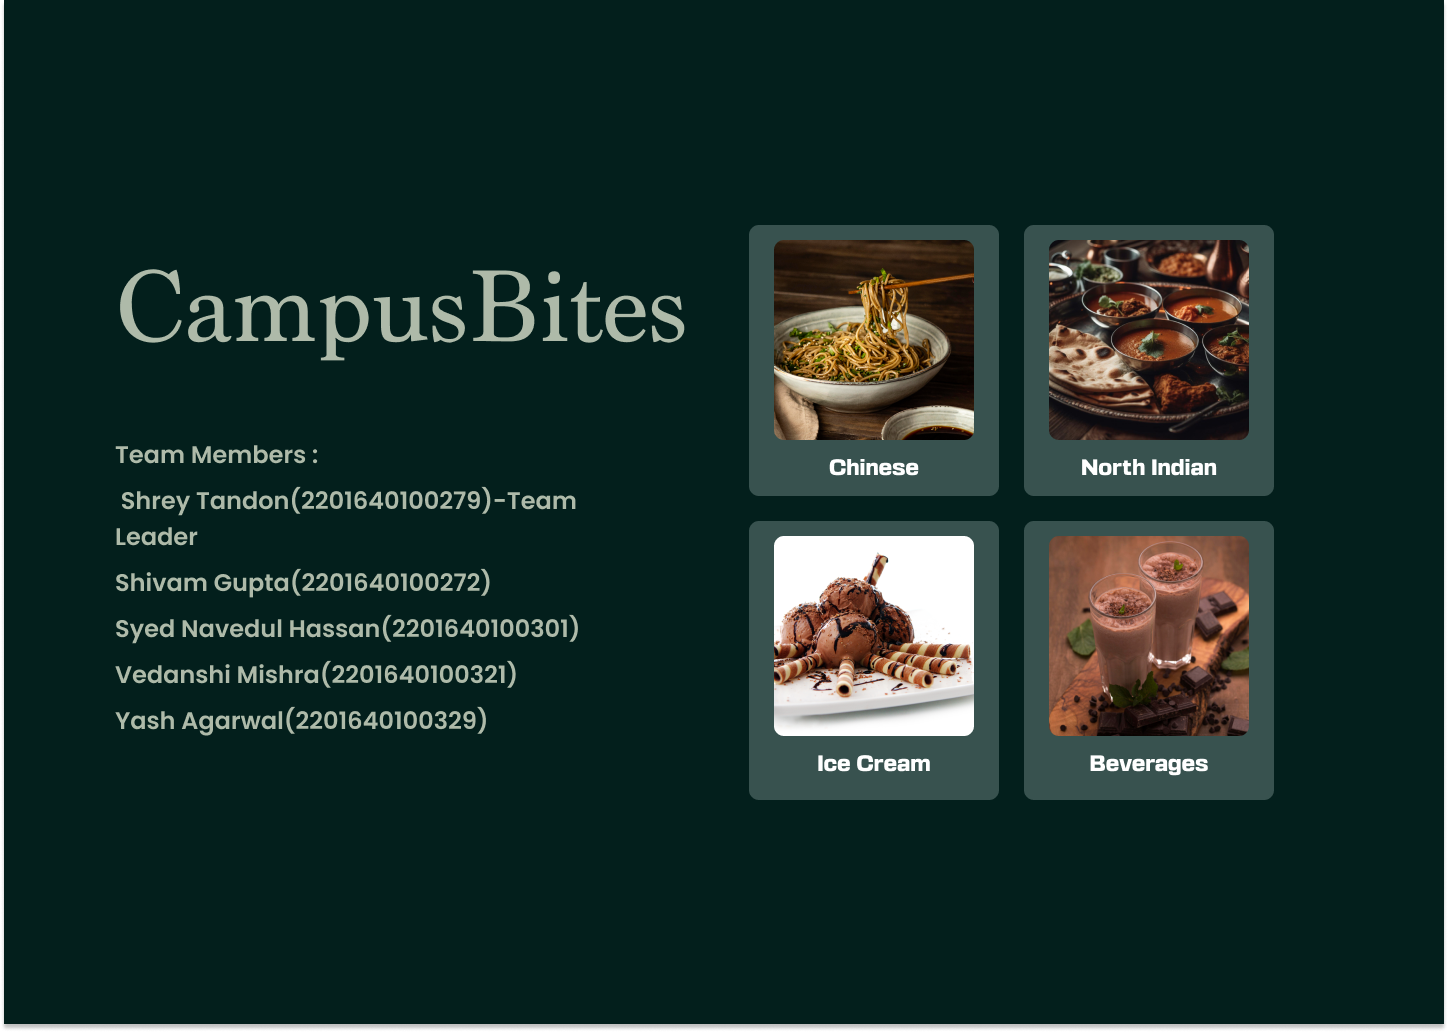 CampusBites
Team Members :
Shrey Tandon(2201640100279)-Team
Leader
Shivam Gupta(2201640100272)
Syed Navedul Hassan(2201640100301)
Vedanshi Mishra(2201640100321)
Yash Agarwal(2201640100329)
Chinese
North Indian
Ice Cream
Beverages